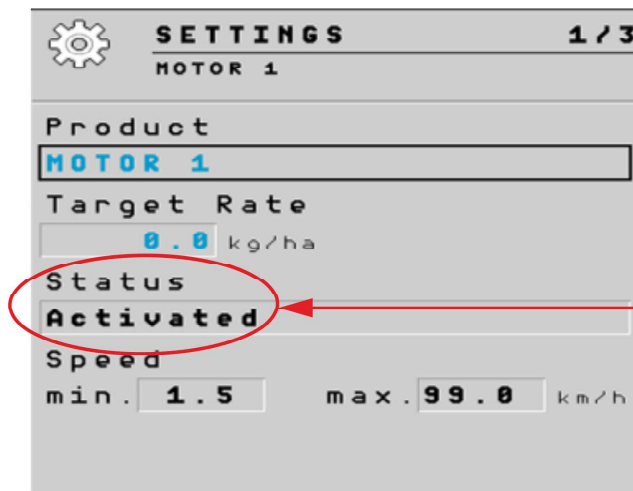 SETTINGS 1/3
MOTOR 1
Product
MOTOR 1
Target Rate
0.0 kg/ha
Status
Activated
Speed
min. 1.5 max. 99.0 km/h